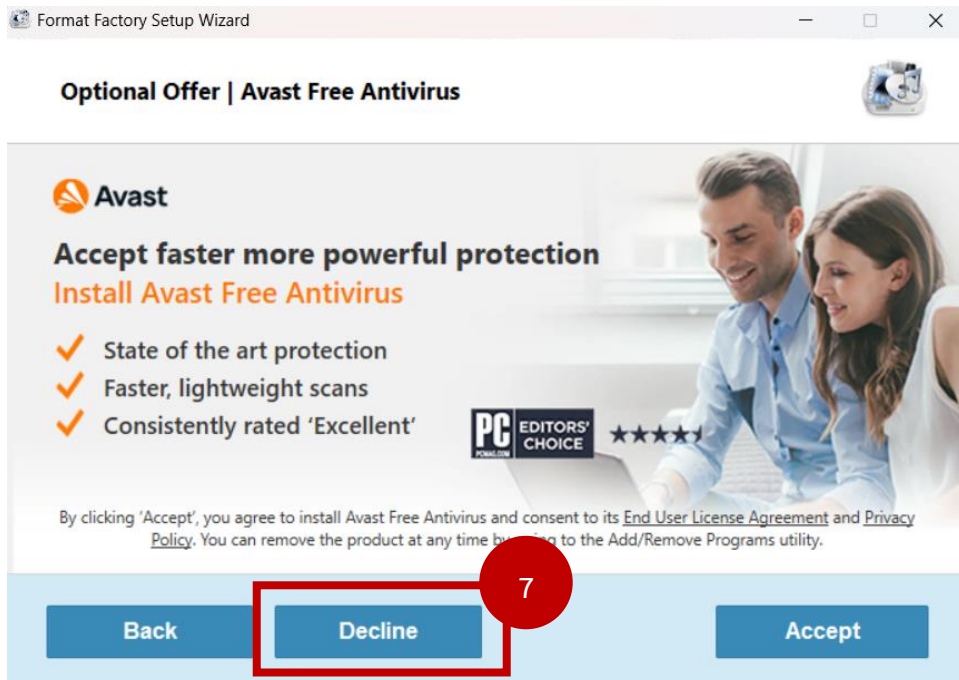 Format Factory Setup Wizard
Optional Offer | Avast Free Antivirus
Avast
Accept faster more powerful protection
Install Avast Free Antivirus
State of the art protection
Faster, lightweight scans
Consistently rated ‘Excellent’
PC EDITORS’
PCMAG.COM CHOICE
By clicking ‘Accept’, you agree to install Avast Free Antivirus and consent to its End User License Agreement and Privacy
Policy. You can remove the product at any time to the Add/Remove Programs utility.
7
Back Decline Accept